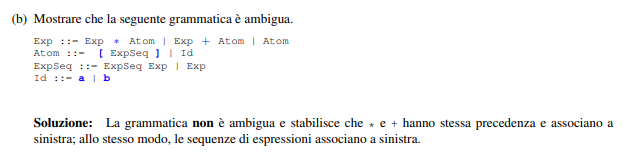 (b) Mostrare che la seguente grammatica è ambigua.
Exp ::= Exp * Atom | Exp + Atom | Atom
Atom ::= [ ExpSeq ] | Id
ExpSeq ::= ExpSeq Exp | Exp
Id ::= a | b
Soluzione: La grammatica non è ambigua e stabilisce che * e + hanno stessa precedenza e associano a
sinistra; allo stesso modo, le sequenze di espressioni associano a sinistra.